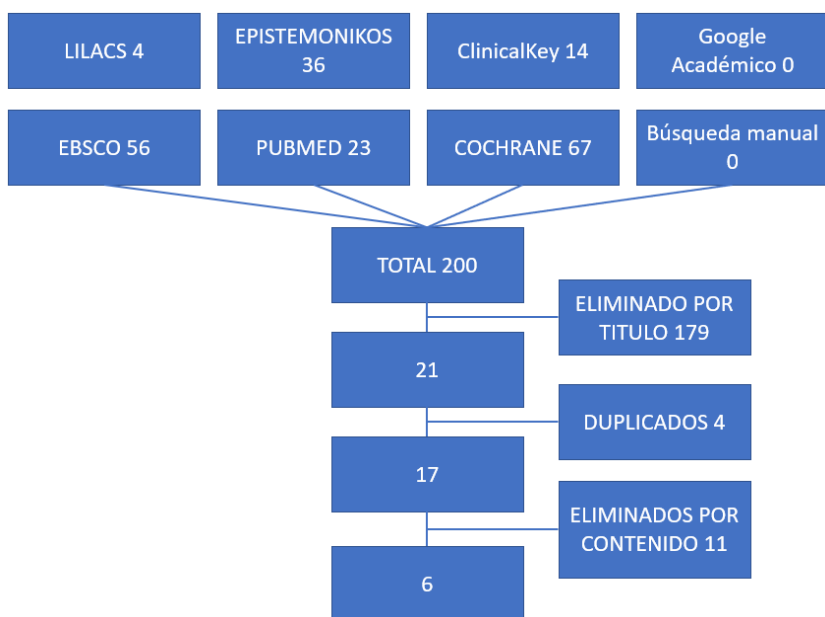 LILACS 4
EPISTEMONIKOS
36
ClinicalKey 14
Google
Académico 0
EBSCO 56
PUBMED 23
COCHRANE 67
Búsqueda manual
0
TOTAL 200
ELIMINADO POR
TITULO 179
21
DUPLICADOS 4
17
ELIMINADOS POR
CONTENIDO 11
6